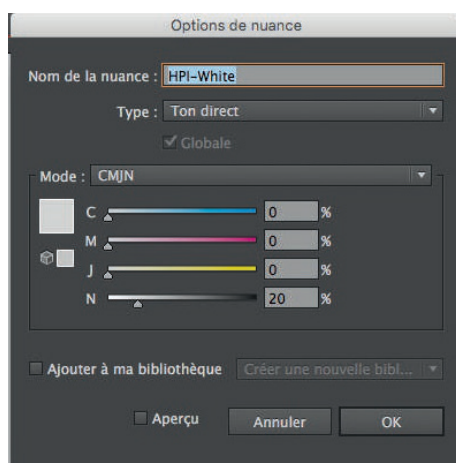 Options de nuance
Nom de la nuance : HPI-White
Type : Ton direct
Globale
Mode : CMJN
C 0 %
M 0 %
J 0 %
N 20 %
Ajouter à ma bibliothèque Créer une nouvelle bibl...
Aperçu Annuler OK